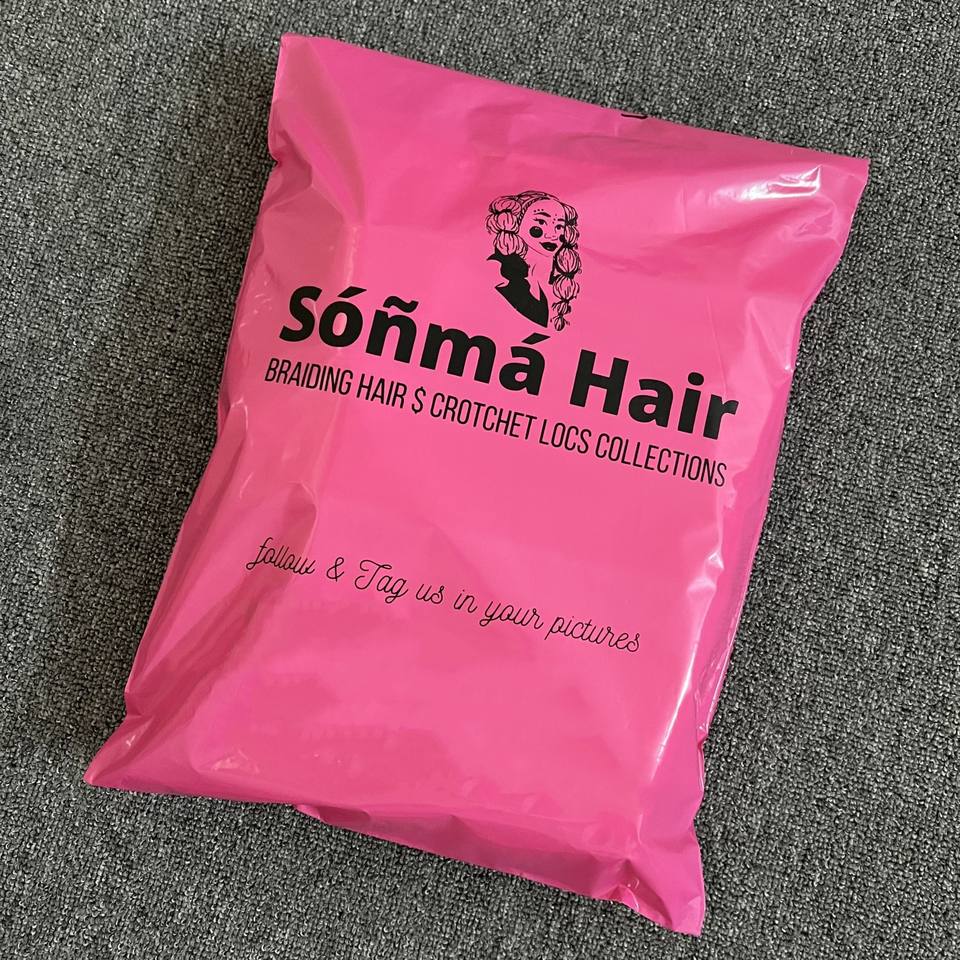 Sóñmá Hair
BRAIDING HAIR $ CROTCHET LOCS COLLECTIONS
follow & Tag us in your pictures